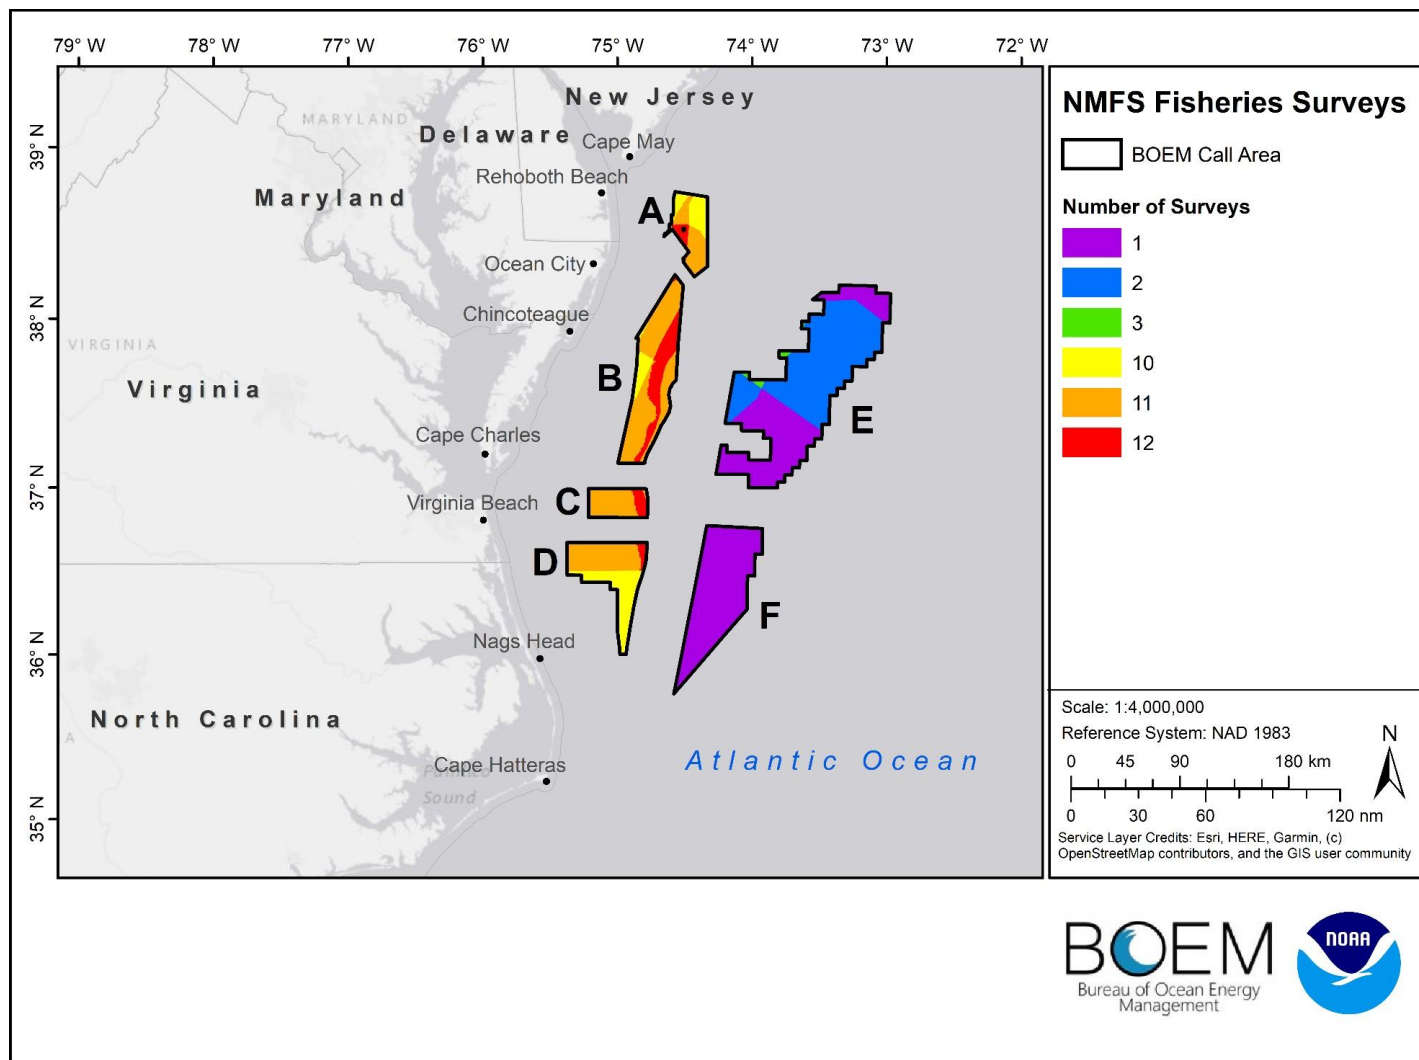 79° W 78° W 77° W 76° W 75° W 74° W 73° W 72° W
39° N
38° N
37° N
36° N
35° N
New Jersey
MARYLAND
Delaware
Cape May
Rehoboth Beach
Maryland
A
Ocean City
Chincoteague
VIRGINIA
B
Virginia
E
Cape Charles
C
Virginia Beach
D
F
Nags Head
North Carolina
A
Atlantic Ocean
Cape Hatteras
Pamlico
Sound
NMFS Fisheries Surveys
BOEM Call Area
Number of Surveys
1
2
3
10
11
12
Scale: 1:4,000,000
Reference System: NAD 1983
N
0 45 90 180 km
0 30 60 120 nm
Service Layer Credits: Esri, HERE, Garmin, (c)
OpenStreetMap contributors, and the GIS user community
BOEM
Bureau of Ocean Energy
Management
NOAA